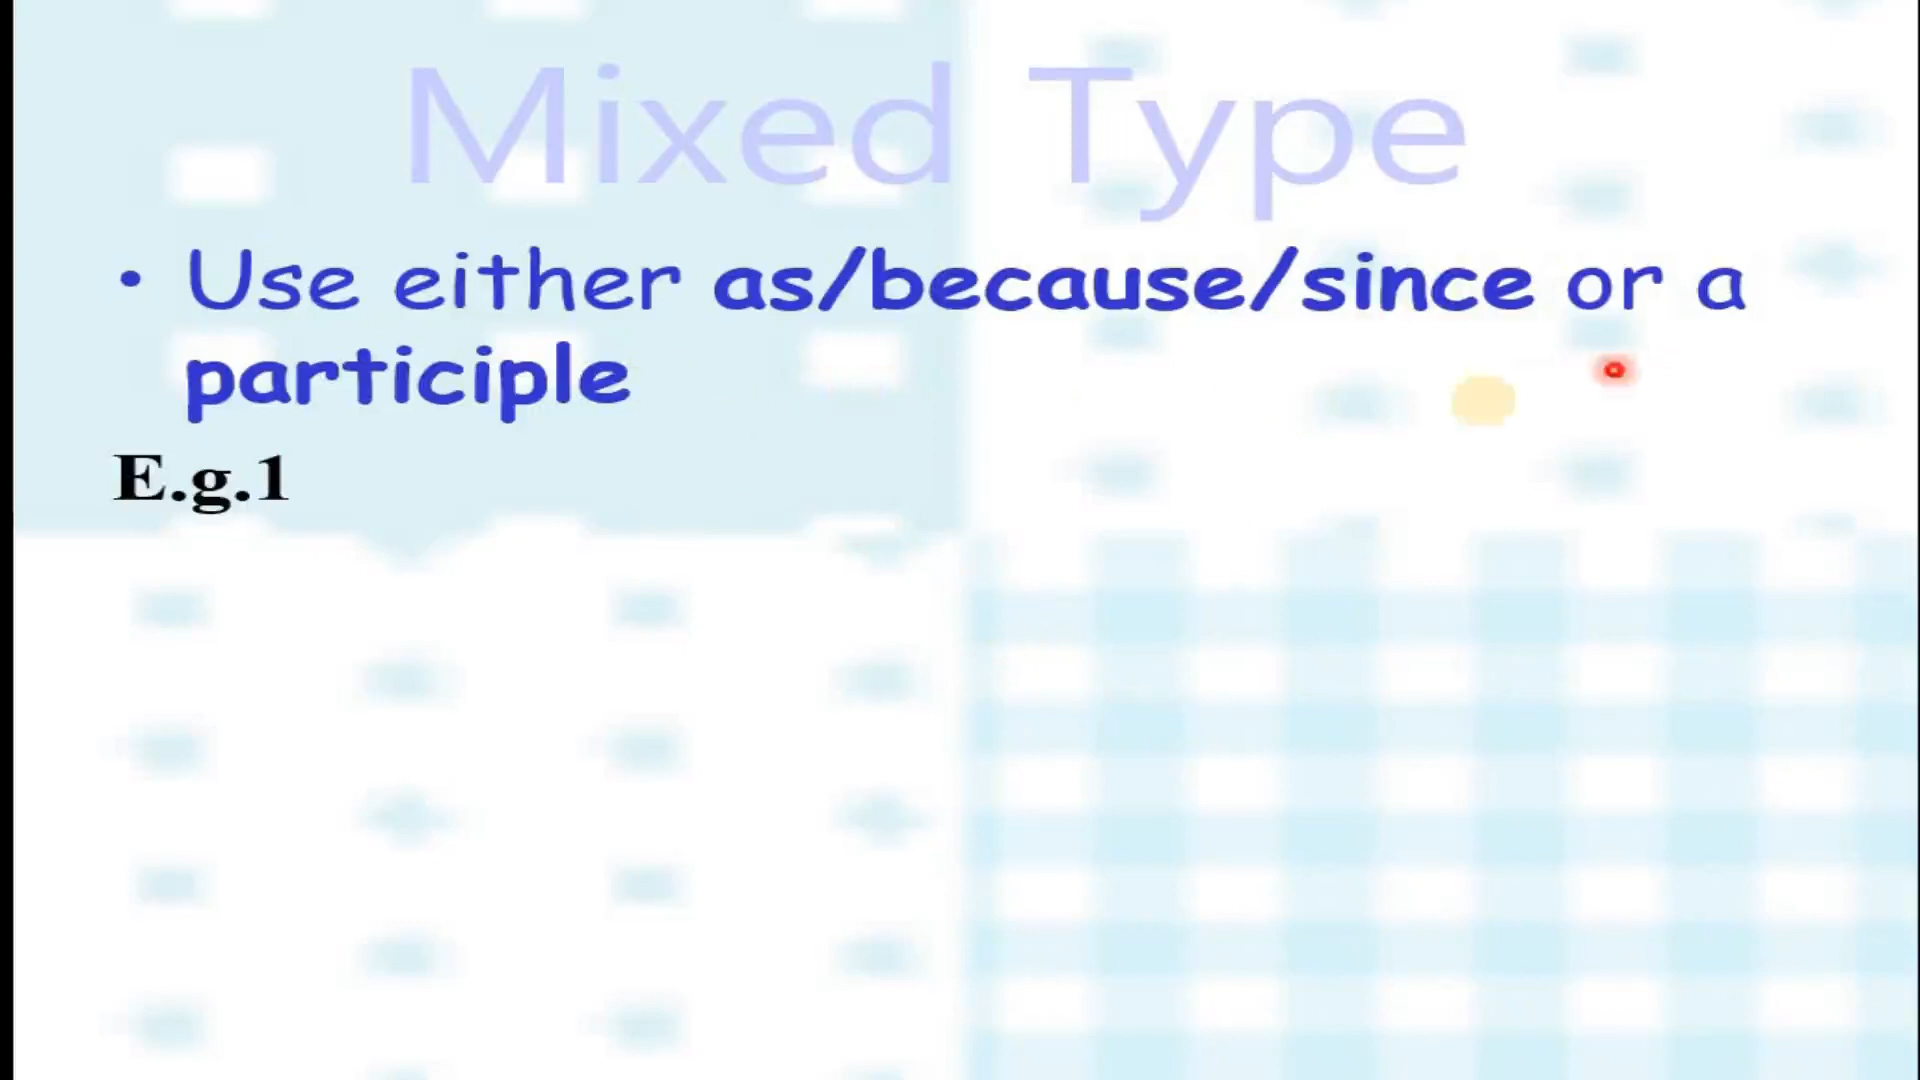 Mixed Type
• Use either as/because/since or a
participle
E.g.1